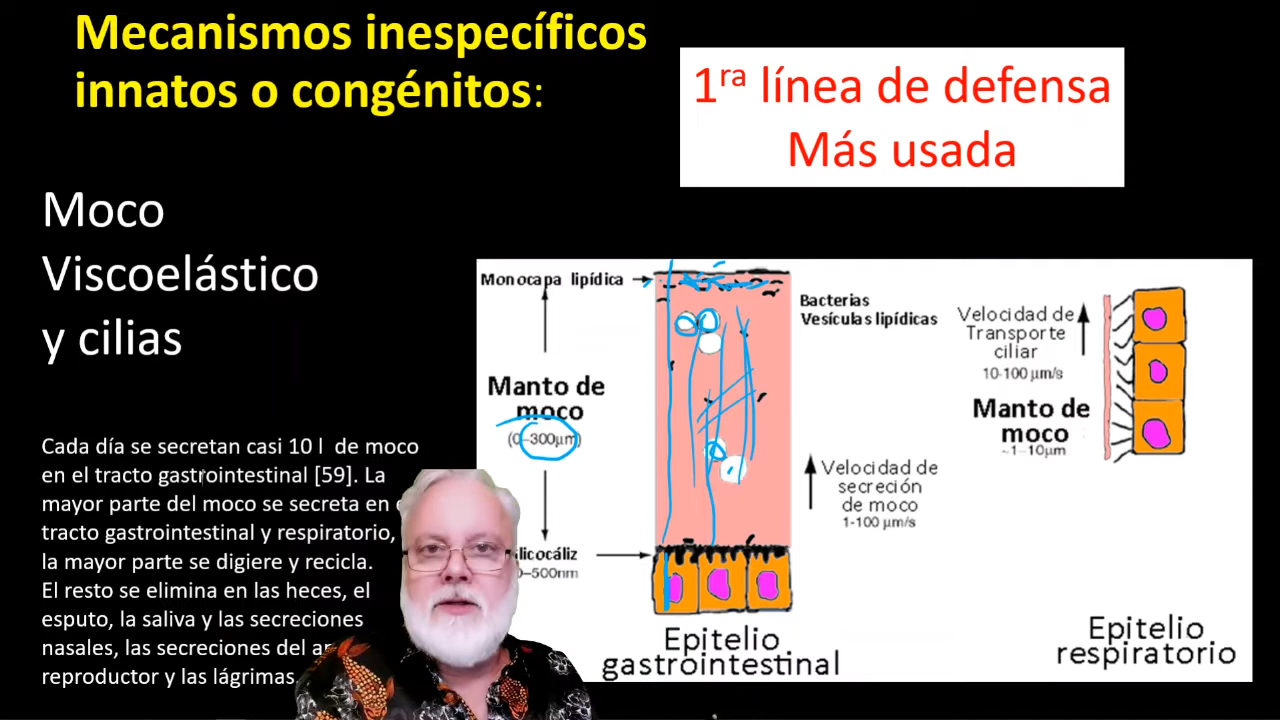 Mecanismos inespecíficos
innatos o congénitos:
1ra línea de defensa
Más usada
Moco
Viscoelástico
y cilias
Cada día se secretan casi 10 l de moco
en el tracto gastrointestinal [59]. La
mayor parte del moco se secreta en
tracto gastrointestinal y respiratorio,
la mayor parte se digiere y recicla.
El resto se elimina en las heces, el
esputo, la saliva y las secreciones
nasales, las secreciones del
reproductor y las lágrimas.
Monocapa lipídica
Manto de
moco
(0-300μm)
licocáliz
0-500nm
Bacterias
Vesículas lipídicas
Velocidad de
secreción
de moco
1-100 μm/s
Epitelio
gastrointestinal
Velocidad de
Transporte
ciliar
10-100 μm/s
Manto de
moco
~1-10μm
Epitelio
respiratorio